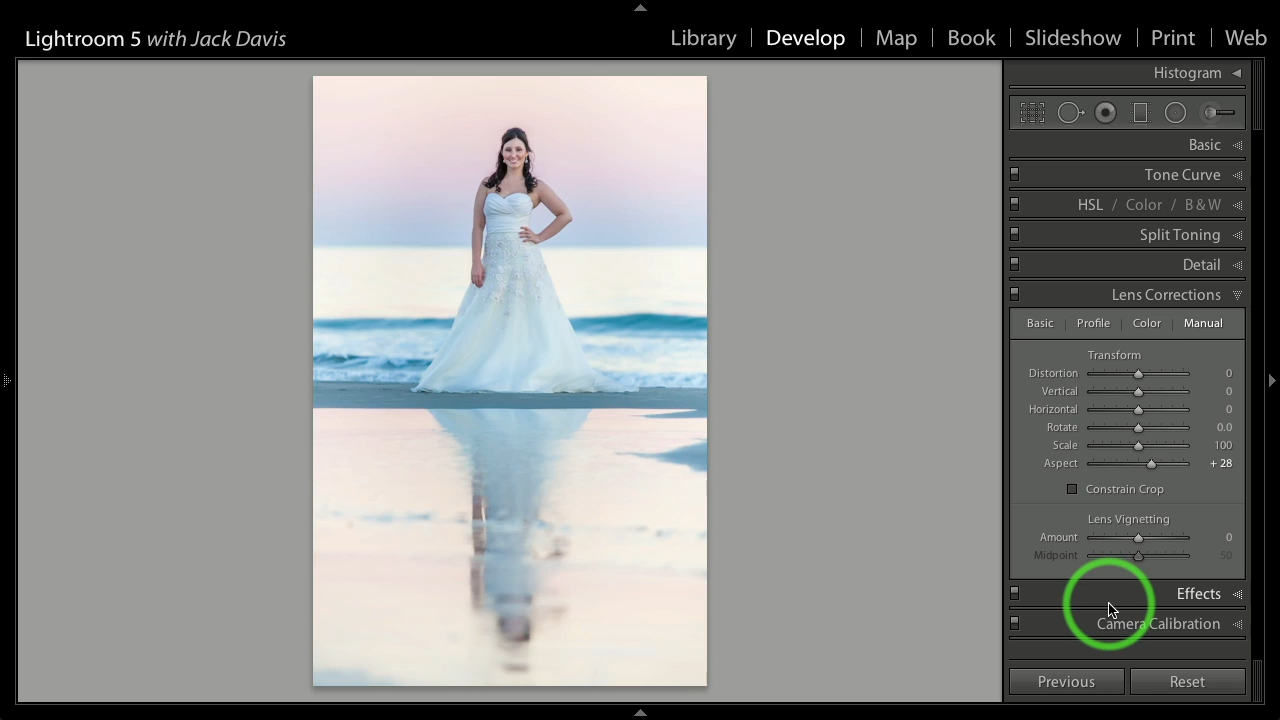 Lightroom 5 with Jack Davis
Library Develop Map Book Slideshow Print Web
Histogram
Basic
Tone Curve
HSL / Color / B & W
Split Toning
Detail
Lens Corrections
Basic Profile Color Manual
Transform
Distortion 0
Vertical 0
Horizontal 0
Rotate 0.0
Scale 100
Aspect + 28
Constrain Crop
Lens Vignetting
Amount 0
Midpoint 50
Effects
Camera Calibration
Previous Reset